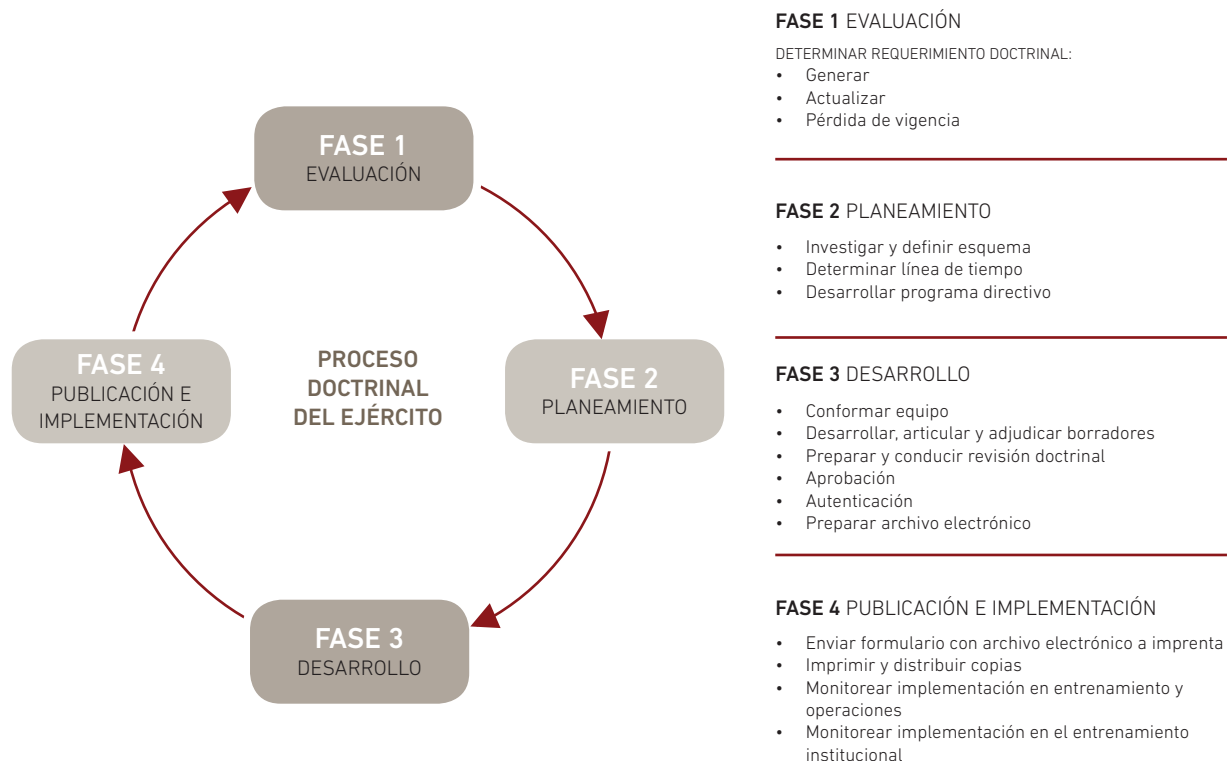 FASE 1
EVALUACIÓN
FASE 2
PLANEAMIENTO
FASE 3
DESARROLLO
FASE 4
PUBLICACIÓN E
IMPLEMENTACIÓN
PROCESO
DOCTRINAL
DEL EJÉRCITO
FASE 1 EVALUACIÓN
DETERMINAR REQUERIMIENTO DOCTRINAL:
• Generar
• Actualizar
• Pérdida de vigencia
FASE 2 PLANEAMIENTO
• Investigar y definir esquema
• Determinar línea de tiempo
• Desarrollar programa directivo
FASE 3 DESARROLLO
• Conformar equipo
• Desarrollar, articular y adjudicar borradores
• Preparar y conducir revisión doctrinal
• Aprobación
• Autenticación
• Preparar archivo electrónico
FASE 4 PUBLICACIÓN E IMPLEMENTACIÓN
• Enviar formulario con archivo electrónico a imprenta
• Imprimir y distribuir copias
• Monitorear implementación en entrenamiento y
operaciones
• Monitorear implementación en el entrenamiento
institucional